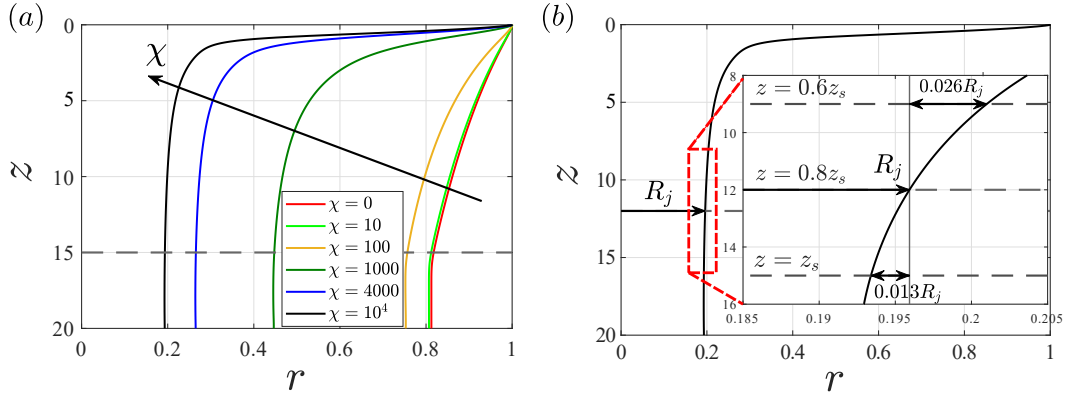 (a)
0
5
10
15
20
z
χ
χ = 0
χ = 10
χ = 100
χ = 1000
χ = 4000
χ = 10⁴
0 0.2 0.4 0.6 0.8 1
r
(b)
0
5
10
15
20
z
R_j
8
10
12
14
16
z = 0.6z_s
0.026R_j
z = 0.8z_s
R_j
z = z_s
0.013R_j
0.185 0.19 0.195 0.2 0.205
0 0.2 0.4 0.6 0.8 1
r